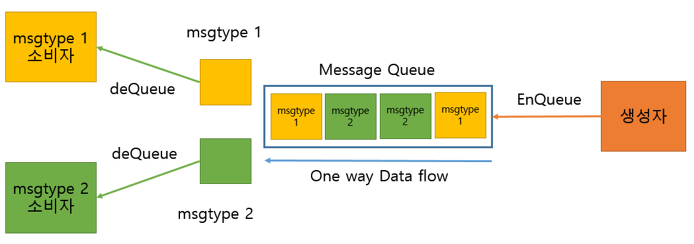 msgtype 1
소비자
msgtype 1
deQueue
Message Queue
msgtype
1
msgtype
2
msgtype
2
msgtype
1
EnQueue
생성자
One way Data flow
deQueue
msgtype 2
소비자
msgtype 2